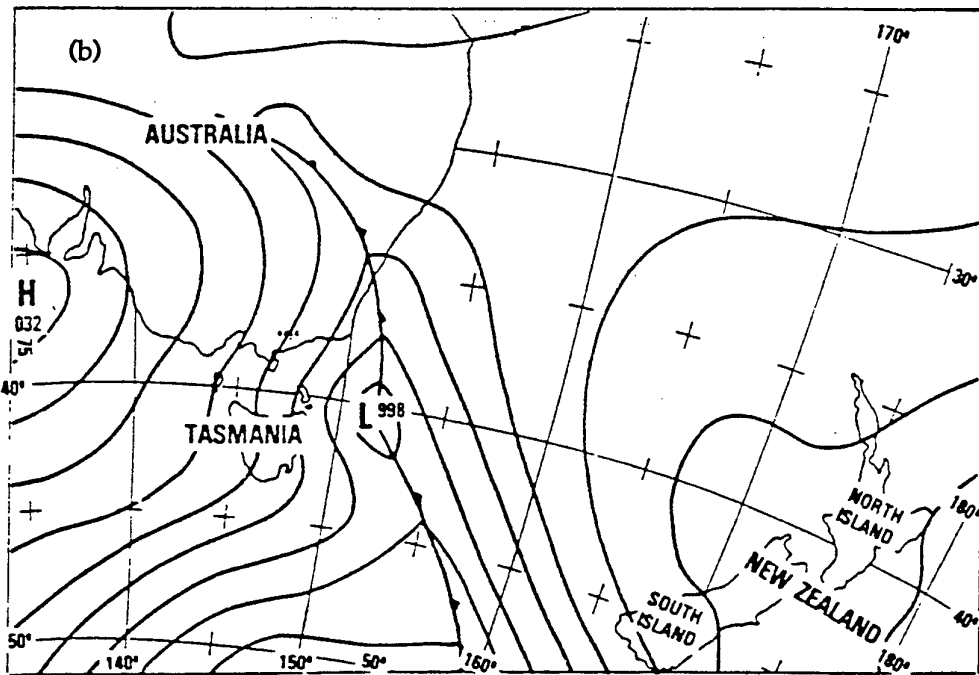 (b)
170°
AUSTRALIA
30°
H
032
75
40°
L 998
TASMANIA
NORTH
ISLAND
180°
NEW ZEALAND
SOUTH
ISLAND
40°
50°
140°
150°
50°
160°
180°